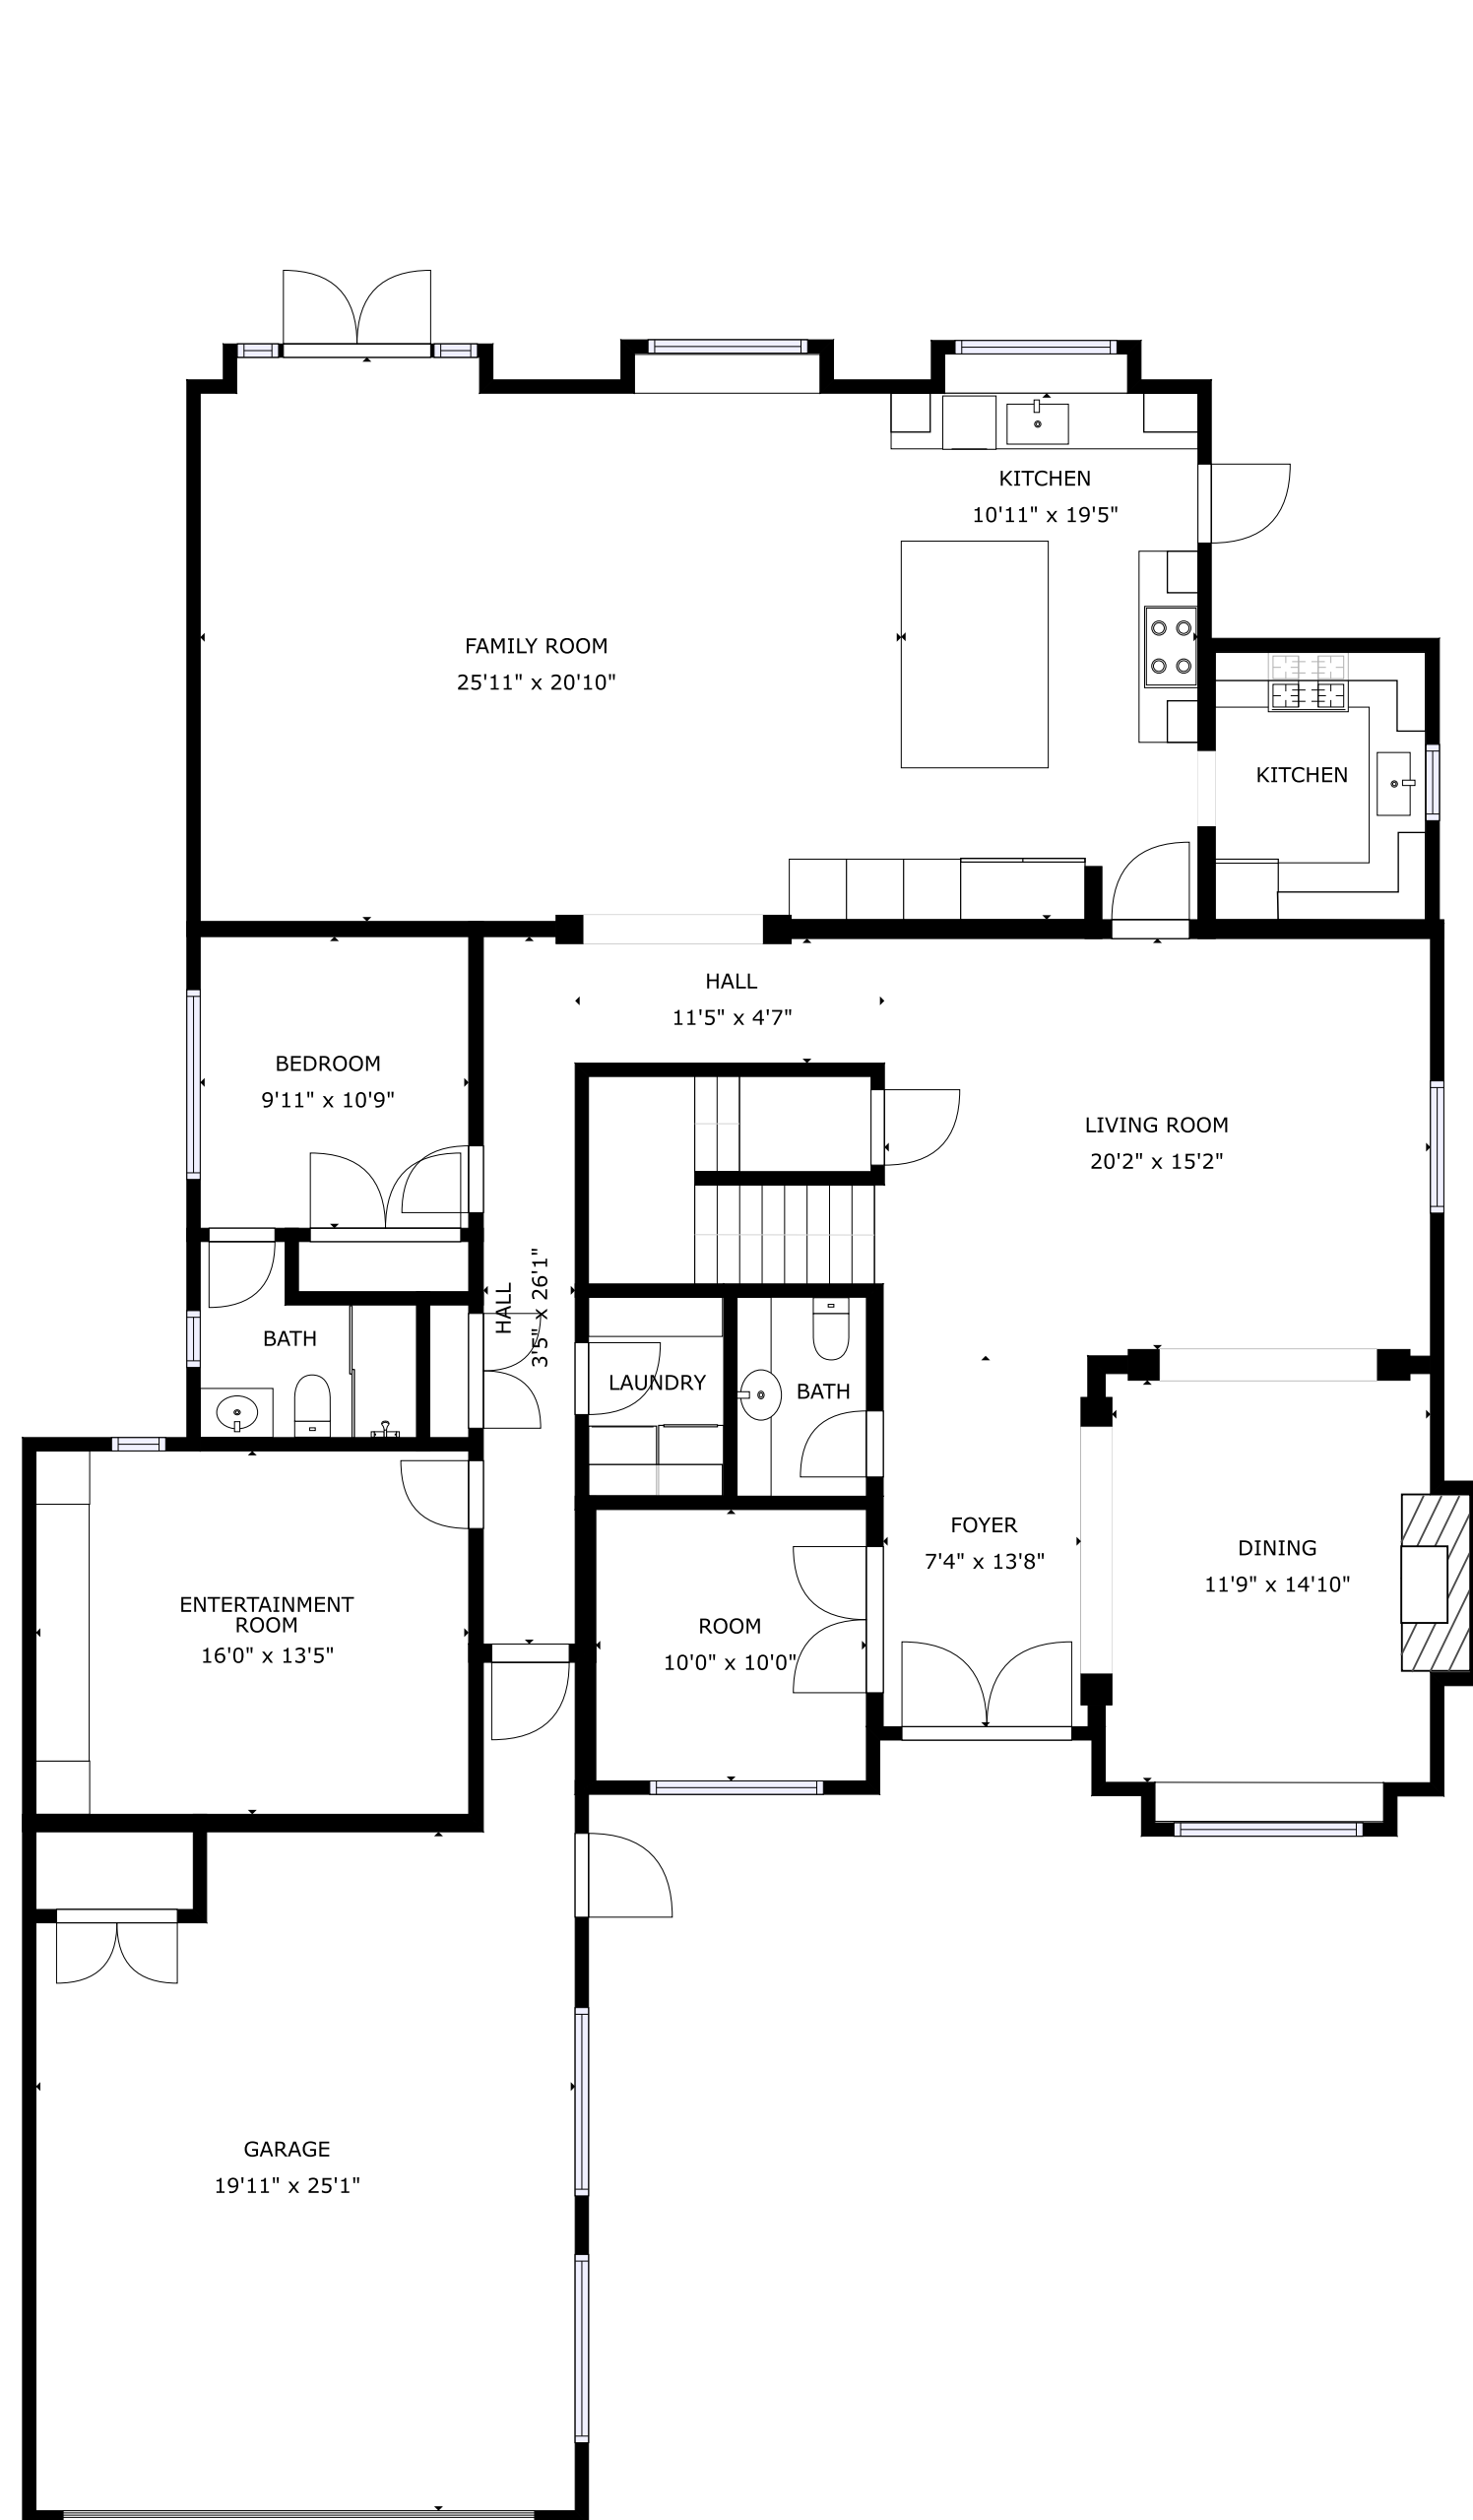 KITCHEN
10'11" x 19'5"
FAMILY ROOM
25'11" x 20'10"
KITCHEN
HALL
11'5" x 4'7"
BEDROOM
9'11" x 10'9"
LIVING ROOM
20'2" x 15'2"
HALL
3'5" x 26'1"
BATH
LAUNDRY
BATH
FOYER
7'4" x 13'8"
DINING
11'9" x 14'10"
ENTERTAINMENT
ROOM
16'0" x 13'5"
ROOM
10'0" x 10'0"
GARAGE
19'11" x 25'1"